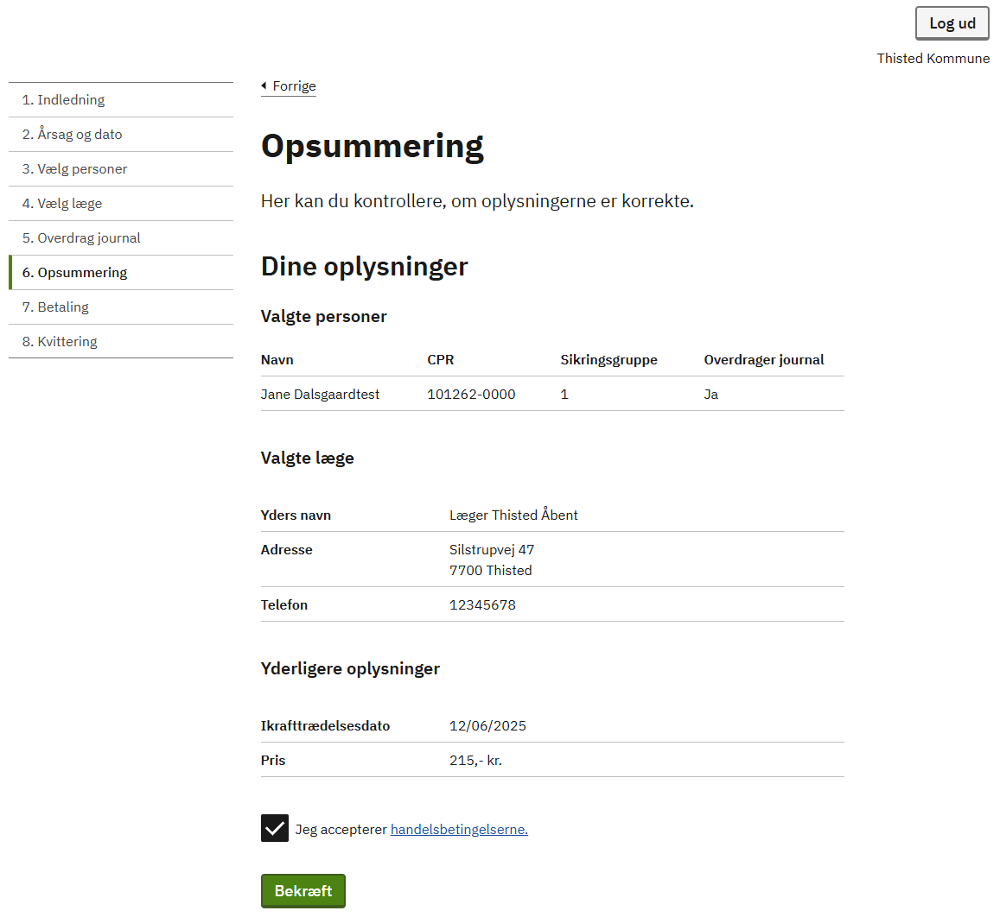 Log ud
Thisted Kommune
1. Indledning
2. Årsag og dato
3. Vælg personer
4. Vælg læge
5. Overdrag journal
6. Opsummering
7. Betaling
8. Kvittering
Forrige
Opsummering
Her kan du kontrollere, om oplysningerne er korrekte.
Dine oplysninger
Valgte personer
Navn CPR Sikringsgruppe Overdrager journal
Jane Dalsgaardtest 101262-0000 1 Ja
Valgte læge
Yders navn Læger Thisted Åbent
Adresse Silstrupvej 47
7700 Thisted
Telefon 12345678
Yderligere oplysninger
Ikrafttrædelsesdato 12/06/2025
Pris 215,- kr.
Jeg accepterer handelsbetingelserne.
Bekræft